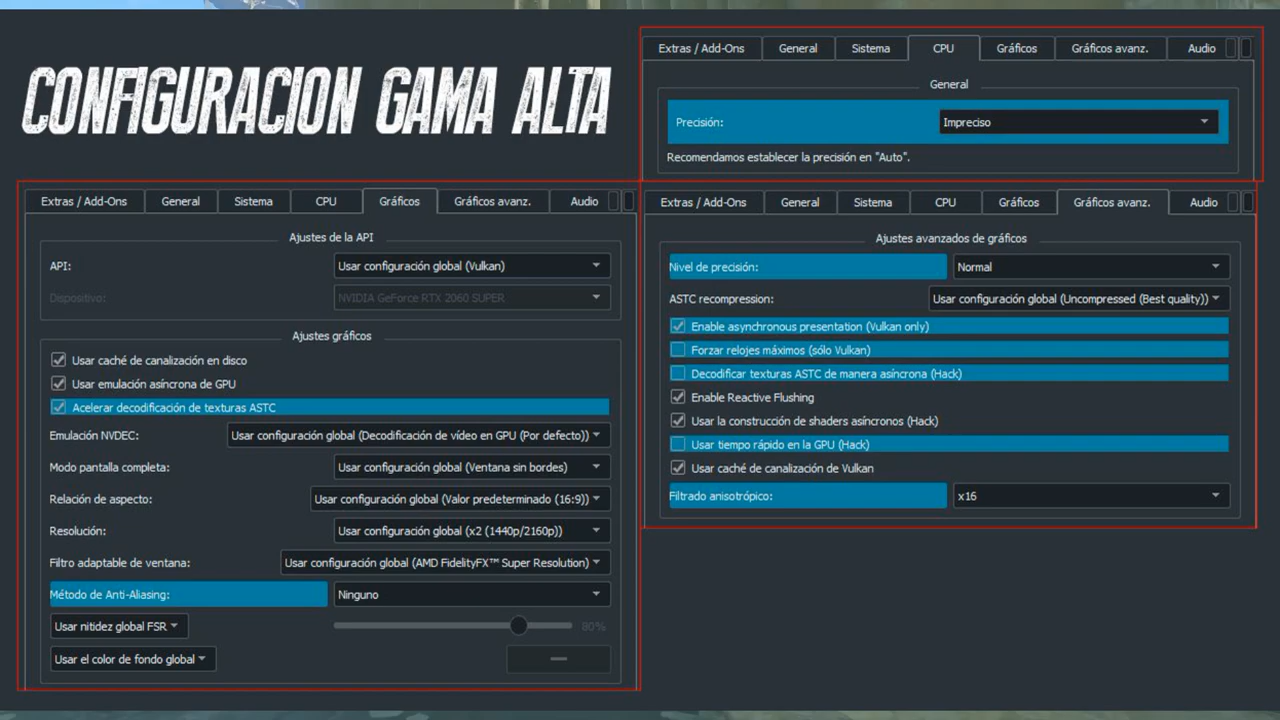 CONFIGURACION GAMA ALTA
Extras / Add-Ons General Sistema CPU Gráficos Gráficos avanz. Audio
General
Precisión: Impreciso
Recomendamos establecer la precisión en "Auto".
Extras / Add-Ons General Sistema CPU Gráficos Gráficos avanz. Audio
Ajustes de la API
API: Usar configuración global (Vulkan)
Dispositivo: NVIDIA GeForce RTX 2060 SUPER
Ajustes gráficos
Usar caché de canalización en disco
Usar emulación asíncrona de GPU
Acelerar decodificación de texturas ASTC
Emulación NVDEC: Usar configuración global (Decodificación de vídeo en GPU (Por defecto))
Modo pantalla completa: Usar configuración global (Ventana sin bordes)
Relación de aspecto: Usar configuración global (Valor predeterminado (16:9))
Resolución: Usar configuración global (x2 (1440p/2160p))
Filtro adaptable de ventana: Usar configuración global (AMD FidelityFX™ Super Resolution)
Método de Anti-Aliasing: Ninguno
Usar nitidez global FSR 80%
Usar el color de fondo global
Extras / Add-Ons General Sistema CPU Gráficos Gráficos avanz. Audio
Ajustes avanzados de gráficos
Nivel de precisión: Normal
ASTC recompression: Usar configuración global (Uncompressed (Best quality))
Enable asynchronous presentation (Vulkan only)
Forzar relojes máximos (sólo Vulkan)
Decodificar texturas ASTC de manera asíncrona (Hack)
Enable Reactive Flushing
Usar la construcción de shaders asíncronos (Hack)
Usar tiempo rápido en la GPU (Hack)
Usar caché de canalización de Vulkan
Filtrado anisotrópico: x16